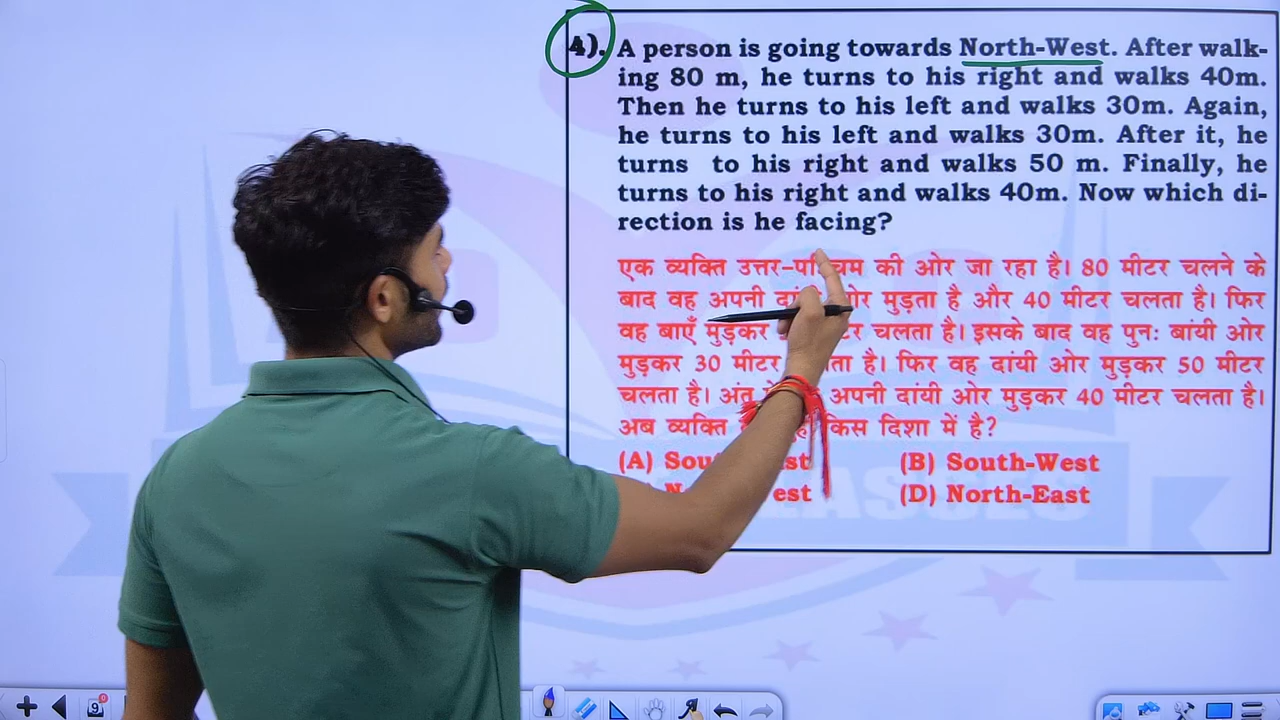 4). A person is going towards North-West. After walk-
ing 80 m, he turns to his right and walks 40m.
Then he turns to his left and walks 30m. Again,
he turns to his left and walks 30m. After it, he
turns to his right and walks 50 m. Finally, he
turns to his right and walks 40m. Now which di-
rection is he facing?
एक व्यक्ति उत्तर-पश्चिम की ओर जा रहा है। 80 मीटर चलने के
बाद वह अपनी दांयी ओर मुड़ता है और 40 मीटर चलता है। फिर
वह बाएँ मुड़कर चलता है। इसके बाद वह पुनः बांयी ओर
मुड़कर 30 मीटर है। फिर वह दांयी ओर मुड़कर 50 मीटर
चलता है। अंत अपनी दांयी ओर मुड़कर 40 मीटर चलता है।
अब व्यक्ति किस दिशा में है?
(A) (B) South-West
(D) North-East
CLASSES
9